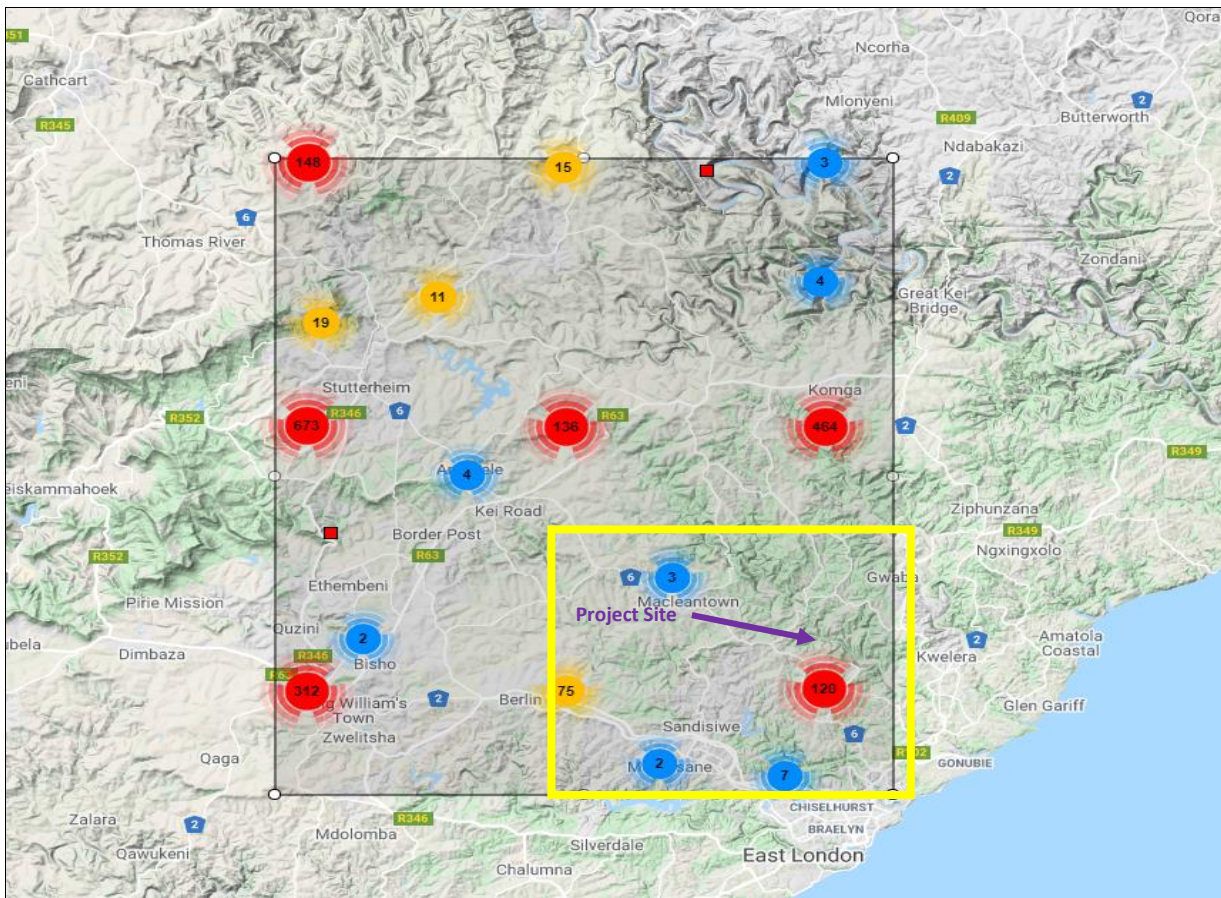 Qora
R351
Ncorha
Cathcart
Mlonyeni
2
Butterworth
R345
R409
Ndabakazi
148
15
3
2
6
Thomas River
Zondani
4
11
Great Kei
Bridge
19
Stutterheim
Komga
6
R352
673
R346
136
R63
464
2
R349
4
eiskammahoek
Kei Road
Ziphunzana
Border Post
R349
R352
R63
Ngxingxolo
6
3
Gwaba
Ethembeni
Macleantown
Pirie Mission
Project Site
Quzini
2
Amatola
Coastal
2
Dimbaza
R346
Bisho
Kwelera
312
75
120
2
Berlin
g William's
Town
Glen Gariff
Sandisiwe
Zwelitsha
6
Qaga
2
7
GONUBIE
CHISELHURST
Zalara
R346
2
BRAELYN
Mdolomba
Silverdale
Qawukeni
East London
Chalumna